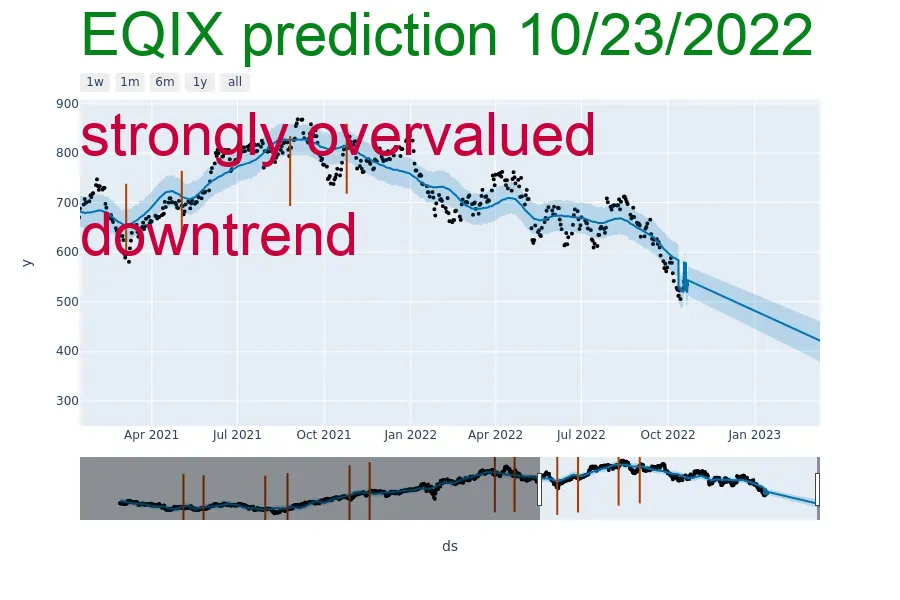 EQIX prediction 10/23/2022
1w 1m 6m 1y all
900
strongly overvalued
800
700
downtrend
600
y
500
400
300
Apr 2021 Jul 2021 Oct 2021 Jan 2022 Apr 2022 Jul 2022 Oct 2022 Jan 2023
ds